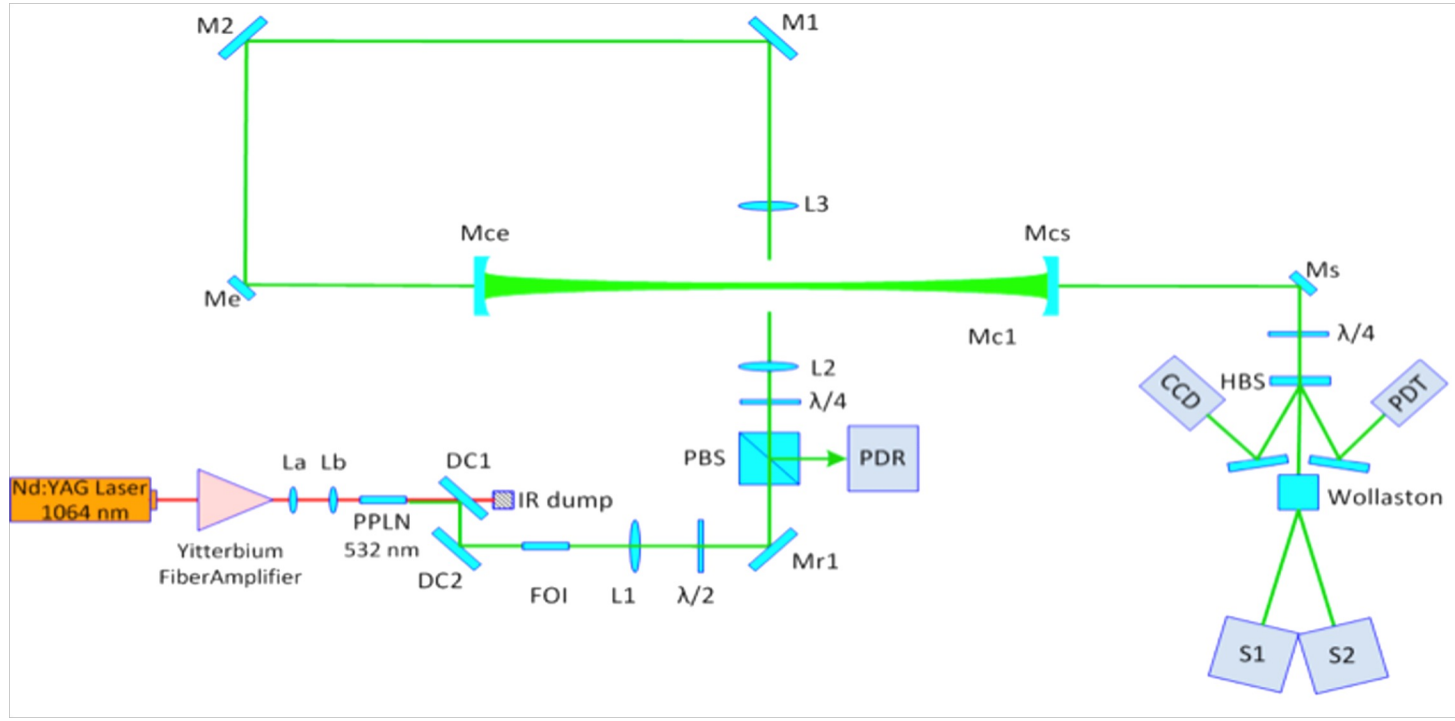 M2
M1
L3
Mce
Mcs
Ms
Me
Mc1
λ/4
L2
HBS
CCD
PDT
λ/4
PBS
PDR
La
Lb
DC1
Nd:YAG Laser
1064 nm
IR dump
Wollaston
PPLN
532 nm
Yitterbium
FiberAmplifier
DC2
Mr1
FOI
L1
λ/2
S1
S2